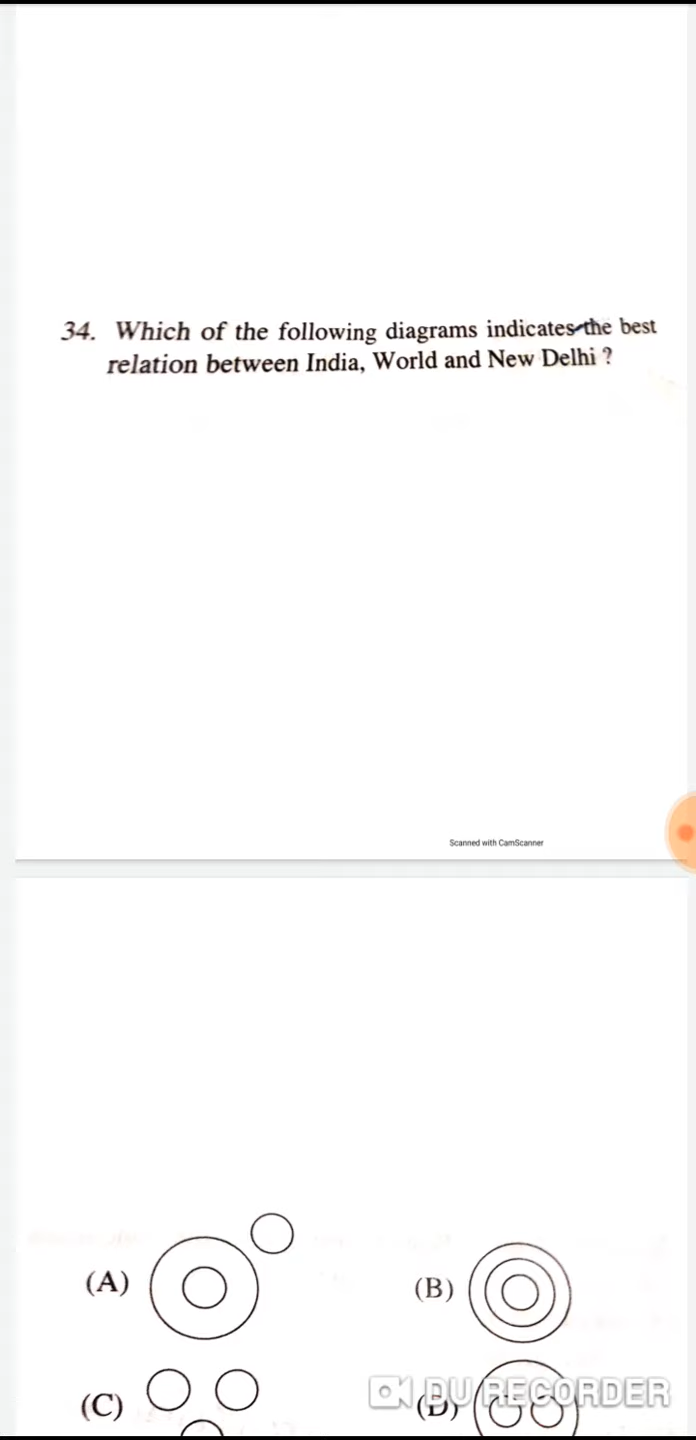 34. Which of the following diagrams indicates the best
relation between India, World and New Delhi ?
Scanned with CamScanner
(A)
(B)
(C)
(D)
DU RECORDER